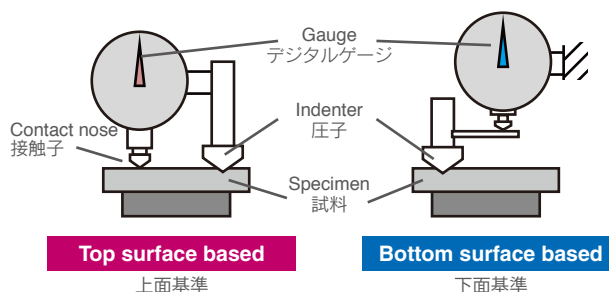 Gauge
デジタルゲージ
Contact nose
接触子
Indenter
圧子
Specimen
試料
Top surface based
上面基準
Bottom surface based
下面基準